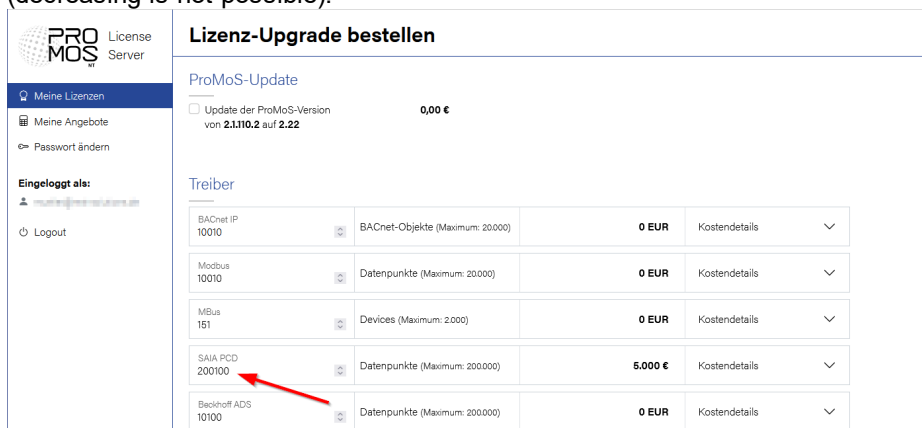 (decreasing is not possible).
PRO
MOS
NT
License
Server
Lizenz-Upgrade bestellen
Meine Lizenzen
Meine Angebote
Passwort ändern
Eingeloggt als:
Logout
ProMoS-Update
Update der ProMoS-Version 0,00 €
von 2.1.110.2 auf 2.22
Treiber
BACnet IP
10010 BACnet-Objekte (Maximum: 20.000) 0 EUR Kostendetails
Modbus
10010 Datenpunkte (Maximum: 20.000) 0 EUR Kostendetails
MBus
151 Devices (Maximum: 2.000) 0 EUR Kostendetails
SAIA PCD
200100 Datenpunkte (Maximum: 200.000) 5.000 € Kostendetails
Beckhoff ADS
10100 Datenpunkte (Maximum: 200.000) 0 EUR Kostendetails